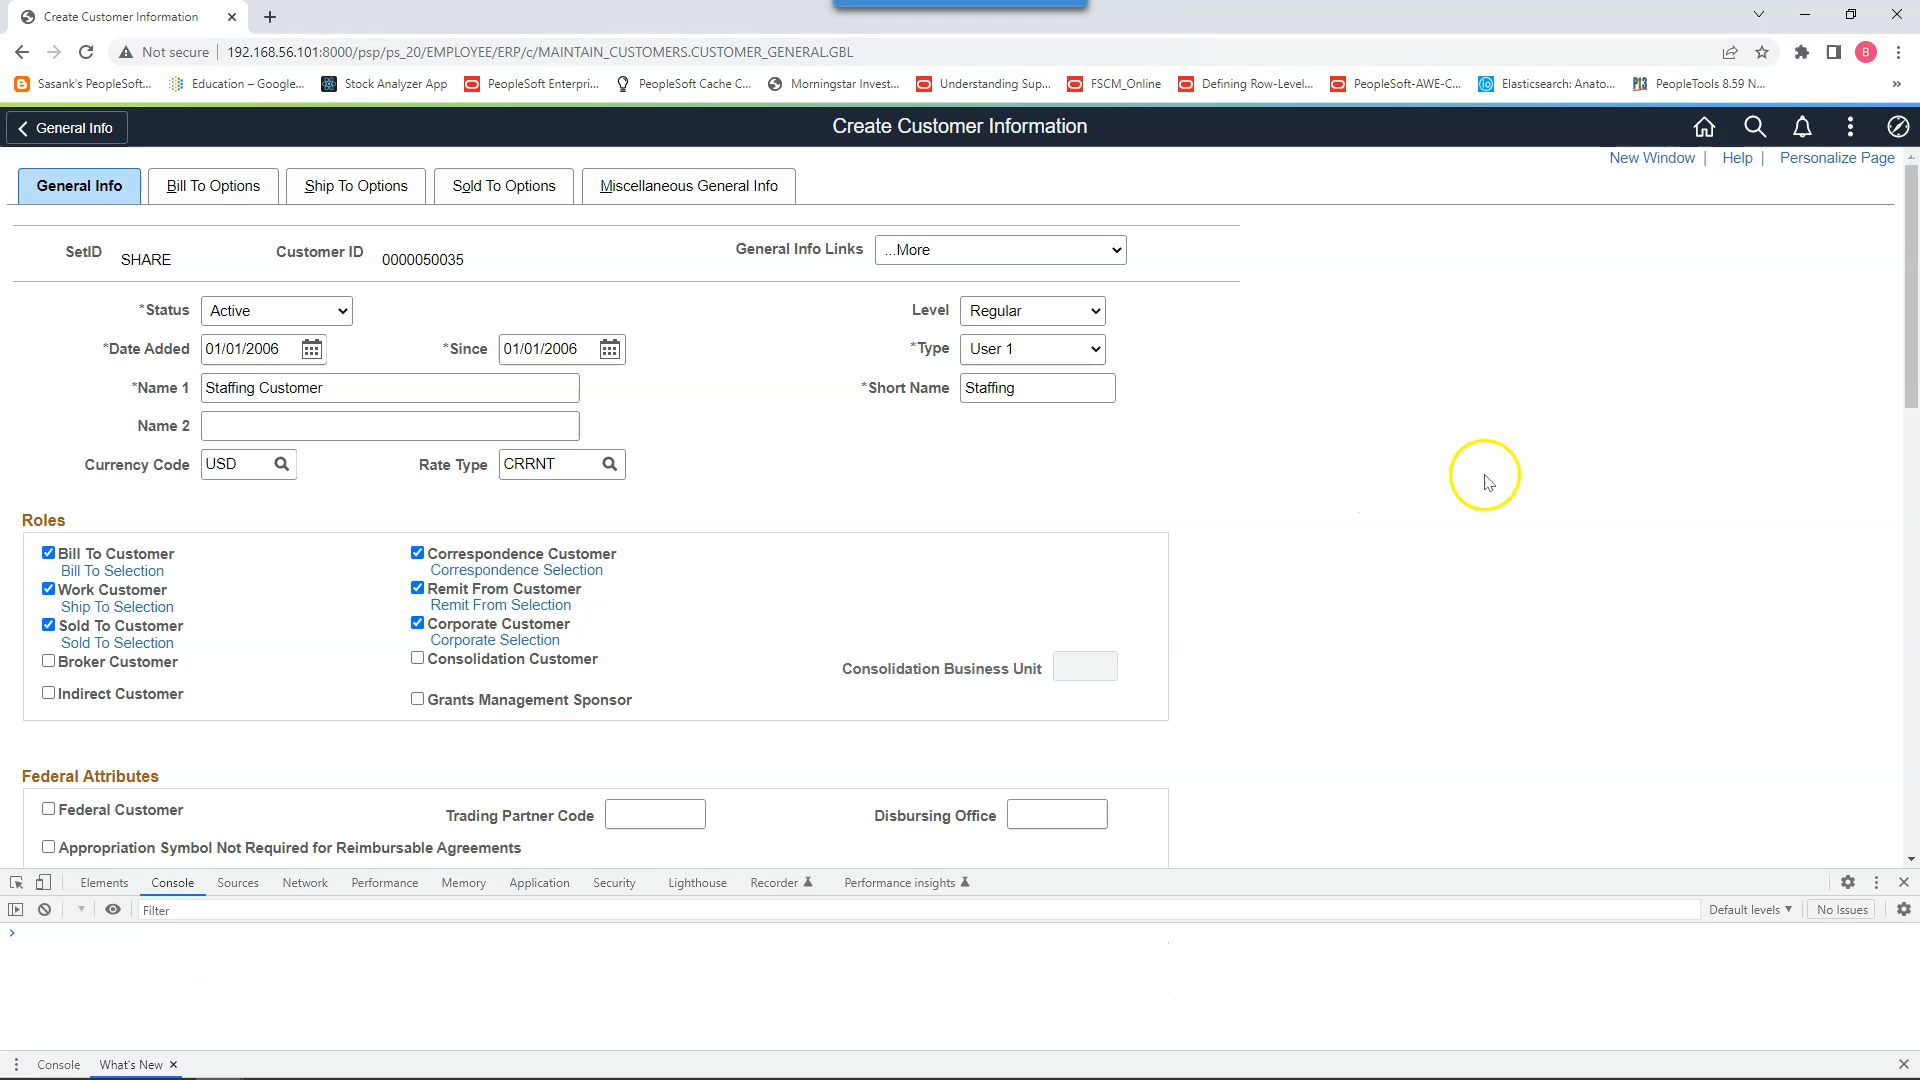 Create Customer Information
Not secure 192.168.56.101:8000/psp/ps_20/EMPLOYEE/ERP/c/MAINTAIN_CUSTOMERS.CUSTOMER_GENERAL.GBL B
Sasank's PeopleSoft... Education – Google... Stock Analyzer App PeopleSoft Enterpri... PeopleSoft Cache C... Morningstar Invest... Understanding Sup... FSCM_Online Defining Row-Level... PeopleSoft-AWE-C... Elasticsearch: Anato... PeopleTools 8.59 N... »
General Info Create Customer Information
New Window | Help | Personalize Page
General Info Bill To Options Ship To Options Sold To Options Miscellaneous General Info
SetID SHARE Customer ID 0000050035 General Info Links ...More
*Status Active Level Regular
*Date Added 01/01/2006 *Since 01/01/2006 *Type User 1
*Name 1 Staffing Customer *Short Name Staffing
Name 2
Currency Code USD Rate Type CRRNT
Roles
Bill To Customer Correspondence Customer
Bill To Selection Correspondence Selection
Work Customer Remit From Customer
Ship To Selection Remit From Selection
Sold To Customer Corporate Customer
Sold To Selection Corporate Selection
Broker Customer Consolidation Customer Consolidation Business Unit
Indirect Customer Grants Management Sponsor
Federal Attributes
Federal Customer Trading Partner Code Disbursing Office
Appropriation Symbol Not Required for Reimbursable Agreements
Elements Console Sources Network Performance Memory Application Security Lighthouse Recorder Performance insights
Filter Default levels No Issues
Console What's New